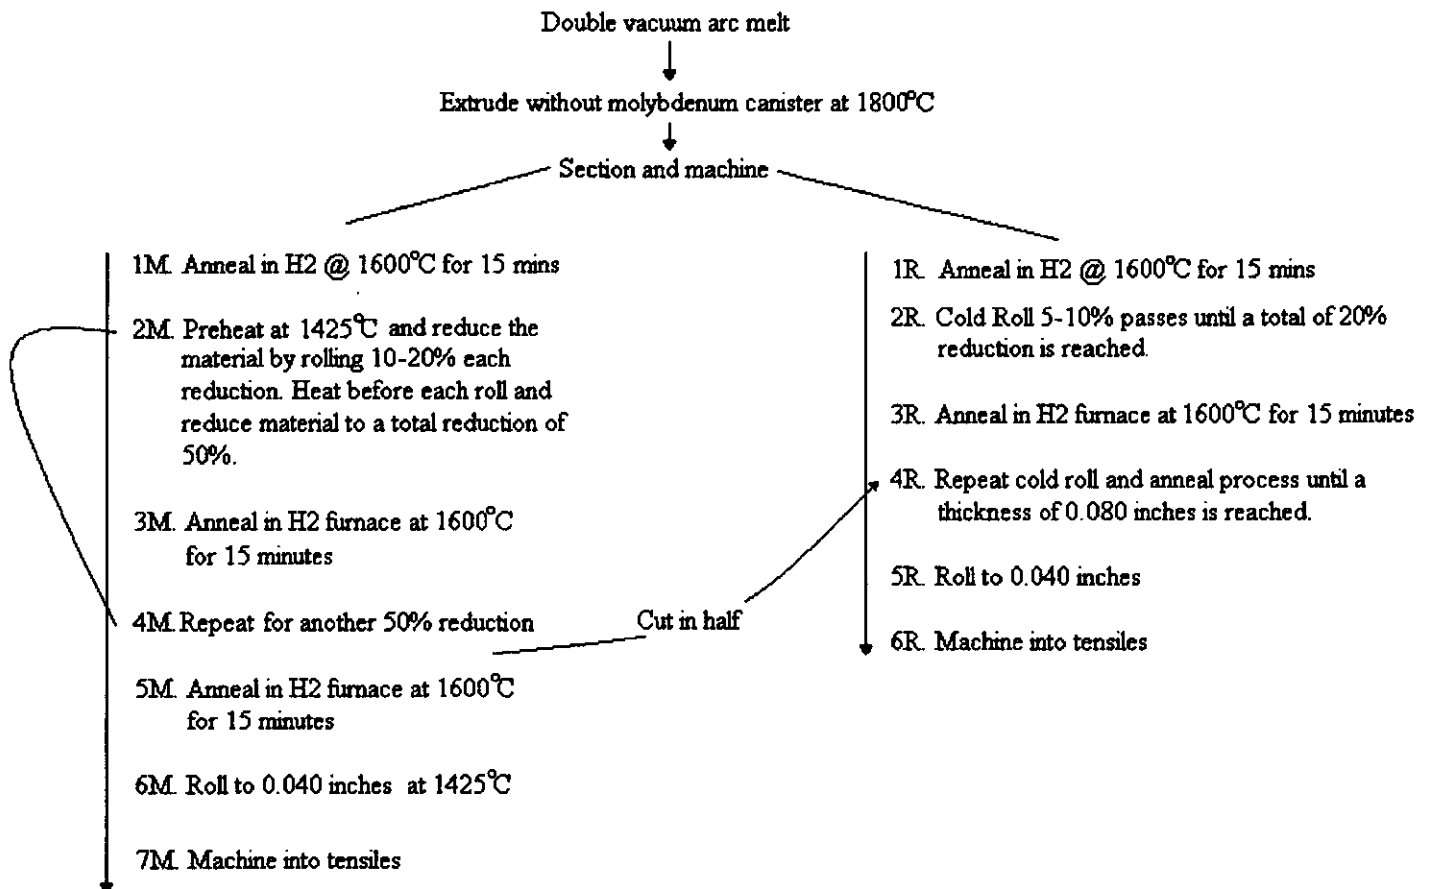 Double vacuum arc melt
Extrude without molybdenum canister at 1800°C
Section and machine
1M. Anneal in H2 @ 1600°C for 15 mins
2M. Preheat at 1425°C and reduce the
material by rolling 10-20% each
reduction. Heat before each roll and
reduce material to a total reduction of
50%.
3M. Anneal in H2 furnace at 1600°C
for 15 minutes
4M. Repeat for another 50% reduction
Cut in half
5M. Anneal in H2 furnace at 1600°C
for 15 minutes
6M. Roll to 0.040 inches at 1425°C
7M. Machine into tensiles
1R. Anneal in H2 @ 1600°C for 15 mins
2R. Cold Roll 5-10% passes until a total of 20%
reduction is reached.
3R. Anneal in H2 furnace at 1600°C for 15 minutes
4R. Repeat cold roll and anneal process until a
thickness of 0.080 inches is reached.
5R. Roll to 0.040 inches
6R. Machine into tensiles